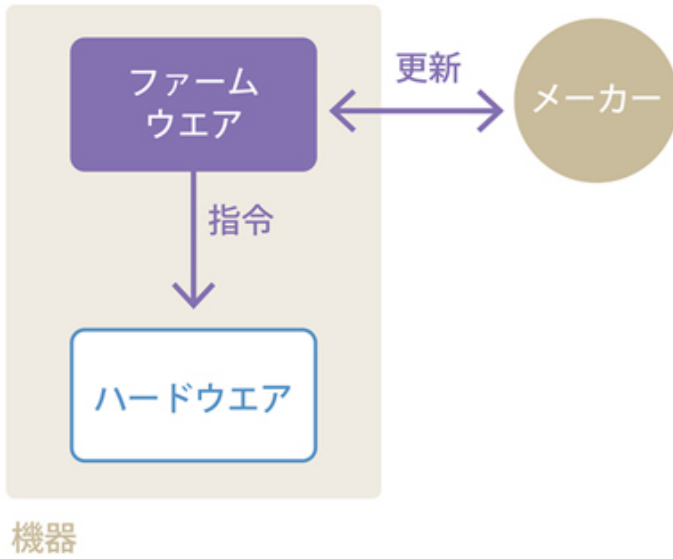 ファーム
ウエア
更新
メーカー
指令
ハードウエア
機器